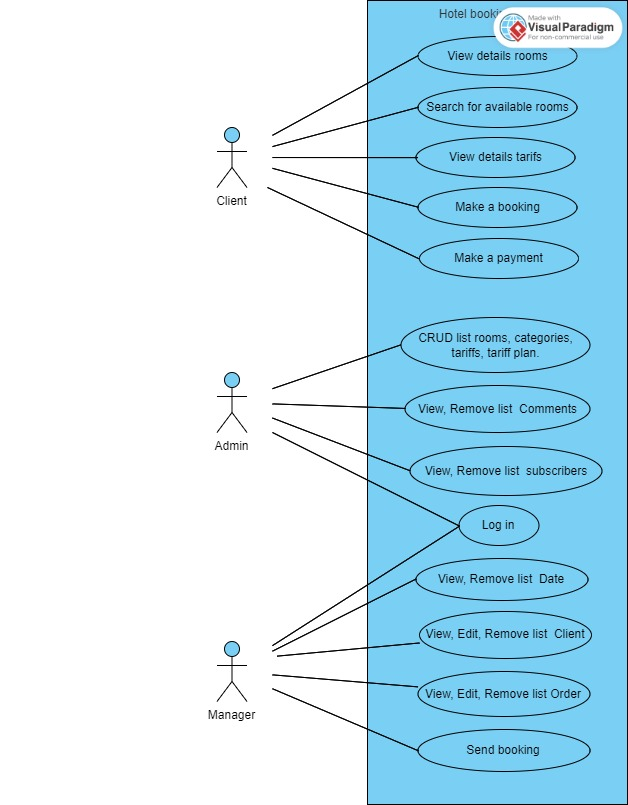 Hotel
Made with
VisualParadigm
For non-commercial use
View details rooms
Search for available rooms
View details tarifs
Client
Make a booking
Make a payment
CRUD list rooms, categories,
tariffs, tariff plan.
View, Remove list  Comments
Admin
View, Remove list  subscribers
Log in
View, Remove list  Date
View, Edit, Remove list  Client
View, Edit, Remove list Order
Manager
Send booking